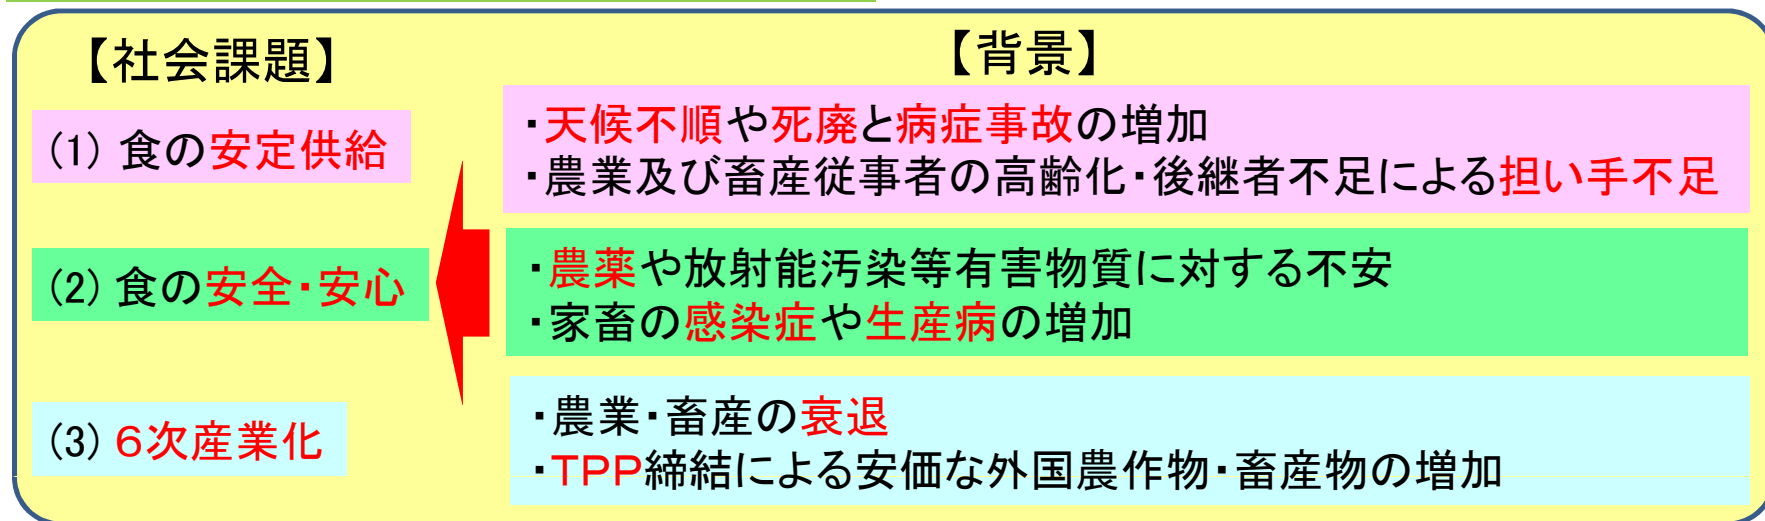 【社会課題】
【背景】
(1) 食の安定供給
・天候不順や死廃と病症事故の増加
・農業及び畜産従事者の高齢化・後継者不足による担い手不足
(2) 食の安全・安心
・農薬や放射能汚染等有害物質に対する不安
・家畜の感染症や生産病の増加
(3) ６次産業化
・農業・畜産の衰退
・ＴＰＰ締結による安価な外国農作物・畜産物の増加